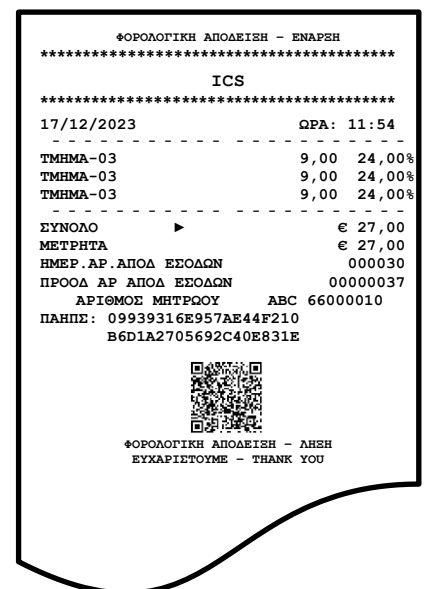 ΦΟΡΟΛΟΓΙΚΗ ΑΠΟΔΕΙΞΗ – ΕΝΑΡΞΗ
******************************************
ICS
******************************************
17/12/2023 ΩΡΑ: 11:54
- - - - - - - - - - - - - - - - - - - - -
ΤΜΗΜΑ-03 9,00 24,00%
ΤΜΗΜΑ-03 9,00 24,00%
ΤΜΗΜΑ-03 9,00 24,00%
- - - - - - - - - - - - - - - - - - - - -
ΣΥΝΟΛΟ ► € 27,00
ΜΕΤΡΗΤΑ € 27,00
ΗΜΕΡ.ΑΡ.ΑΠΟΔ ΕΣΟΔΩΝ 000030
ΠΡΟΟΔ ΑΡ ΑΠΟΔ ΕΣΟΔΩΝ 00000037
ΑΡΙΘΜΟΣ ΜΗΤΡΩΟΥ ABC 66000010
ΠΑΗΠΣ: 09939316E957AE44F210
B6D1A2705692C40E831E
ΦΟΡΟΛΟΓΙΚΗ ΑΠΟΔΕΙΞΗ – ΛΗΞΗ
ΕΥΧΑΡΙΣΤΟΥΜΕ – THANK YOU